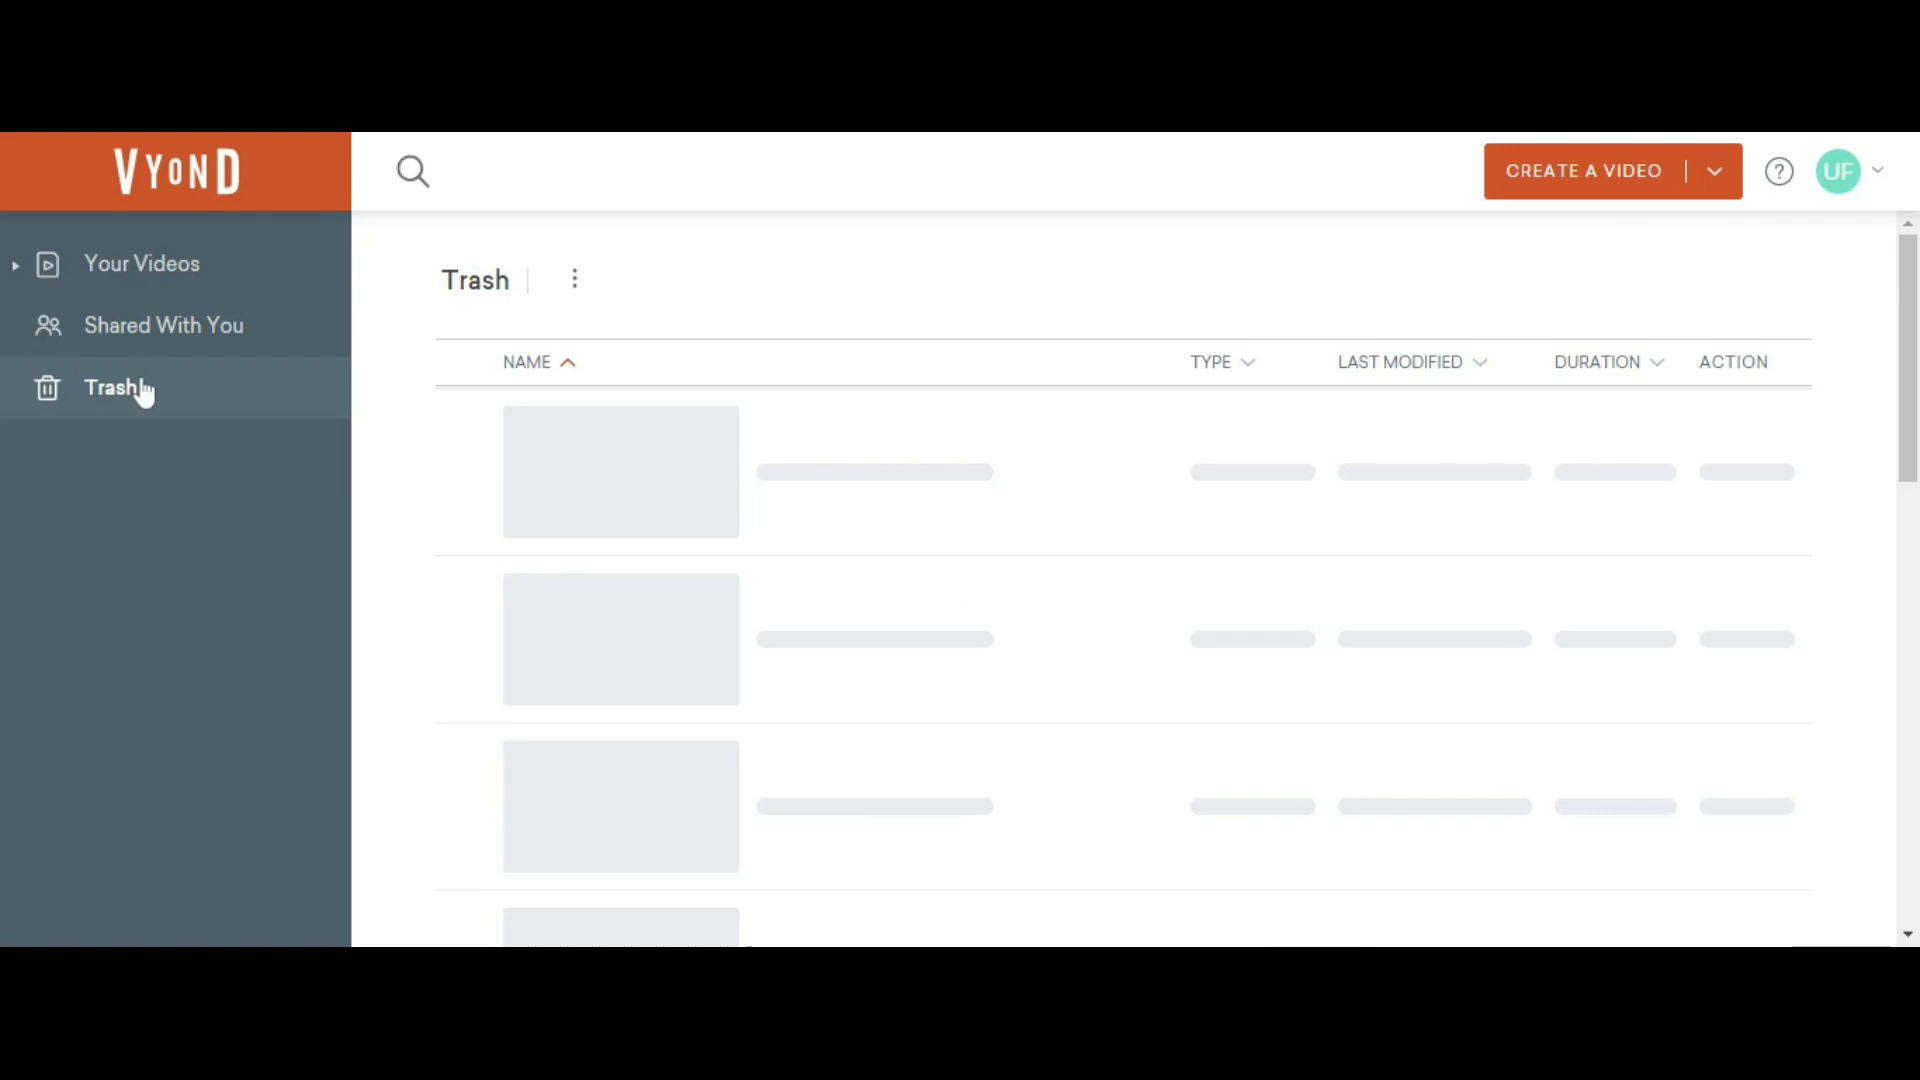 VYOND
CREATE A VIDEO
UF
Your Videos
Shared With You
Trash
Trash
NAME TYPE LAST MODIFIED DURATION ACTION